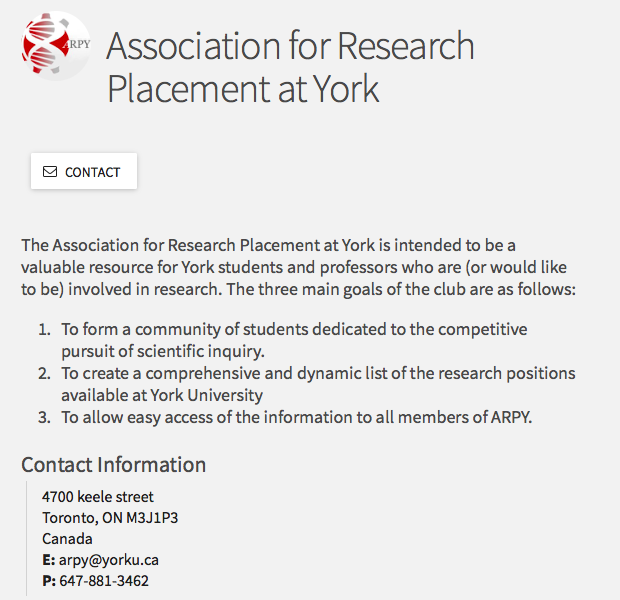 ARPY
Association for Research
Placement at York
CONTACT
The Association for Research Placement at York is intended to be a
valuable resource for York students and professors who are (or would like
to be) involved in research. The three main goals of the club are as follows:
1. To form a community of students dedicated to the competitive
pursuit of scientific inquiry.
2. To create a comprehensive and dynamic list of the research positions
available at York University
3. To allow easy access of the information to all members of ARPY.
Contact Information
4700 keele street
Toronto, ON M3J1P3
Canada
E: arpy@yorku.ca
P: 647-881-3462